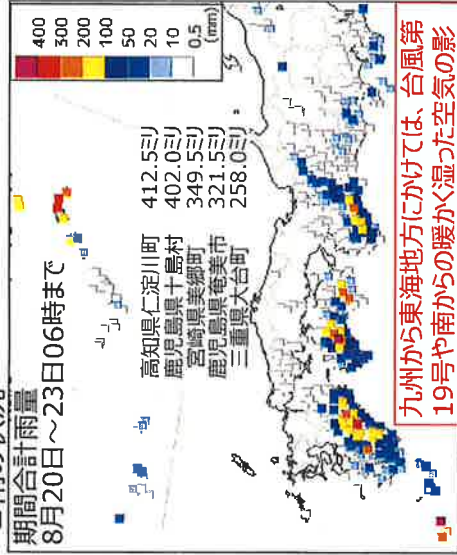 期間合計雨量
8月20日～23日06時まで
高知県仁淀川町 412.5ミリ
鹿児島県十島村 402.0ミリ
宮崎県美郷町 349.5ミリ
鹿児島県奄美市 321.5ミリ
三重県大台町 258.0ミリ
400
300
200
100
50
20
10
0.5
(mm)
九州から東海地方にかけては、台風第
19号や南からの暖かく湿った空気の影